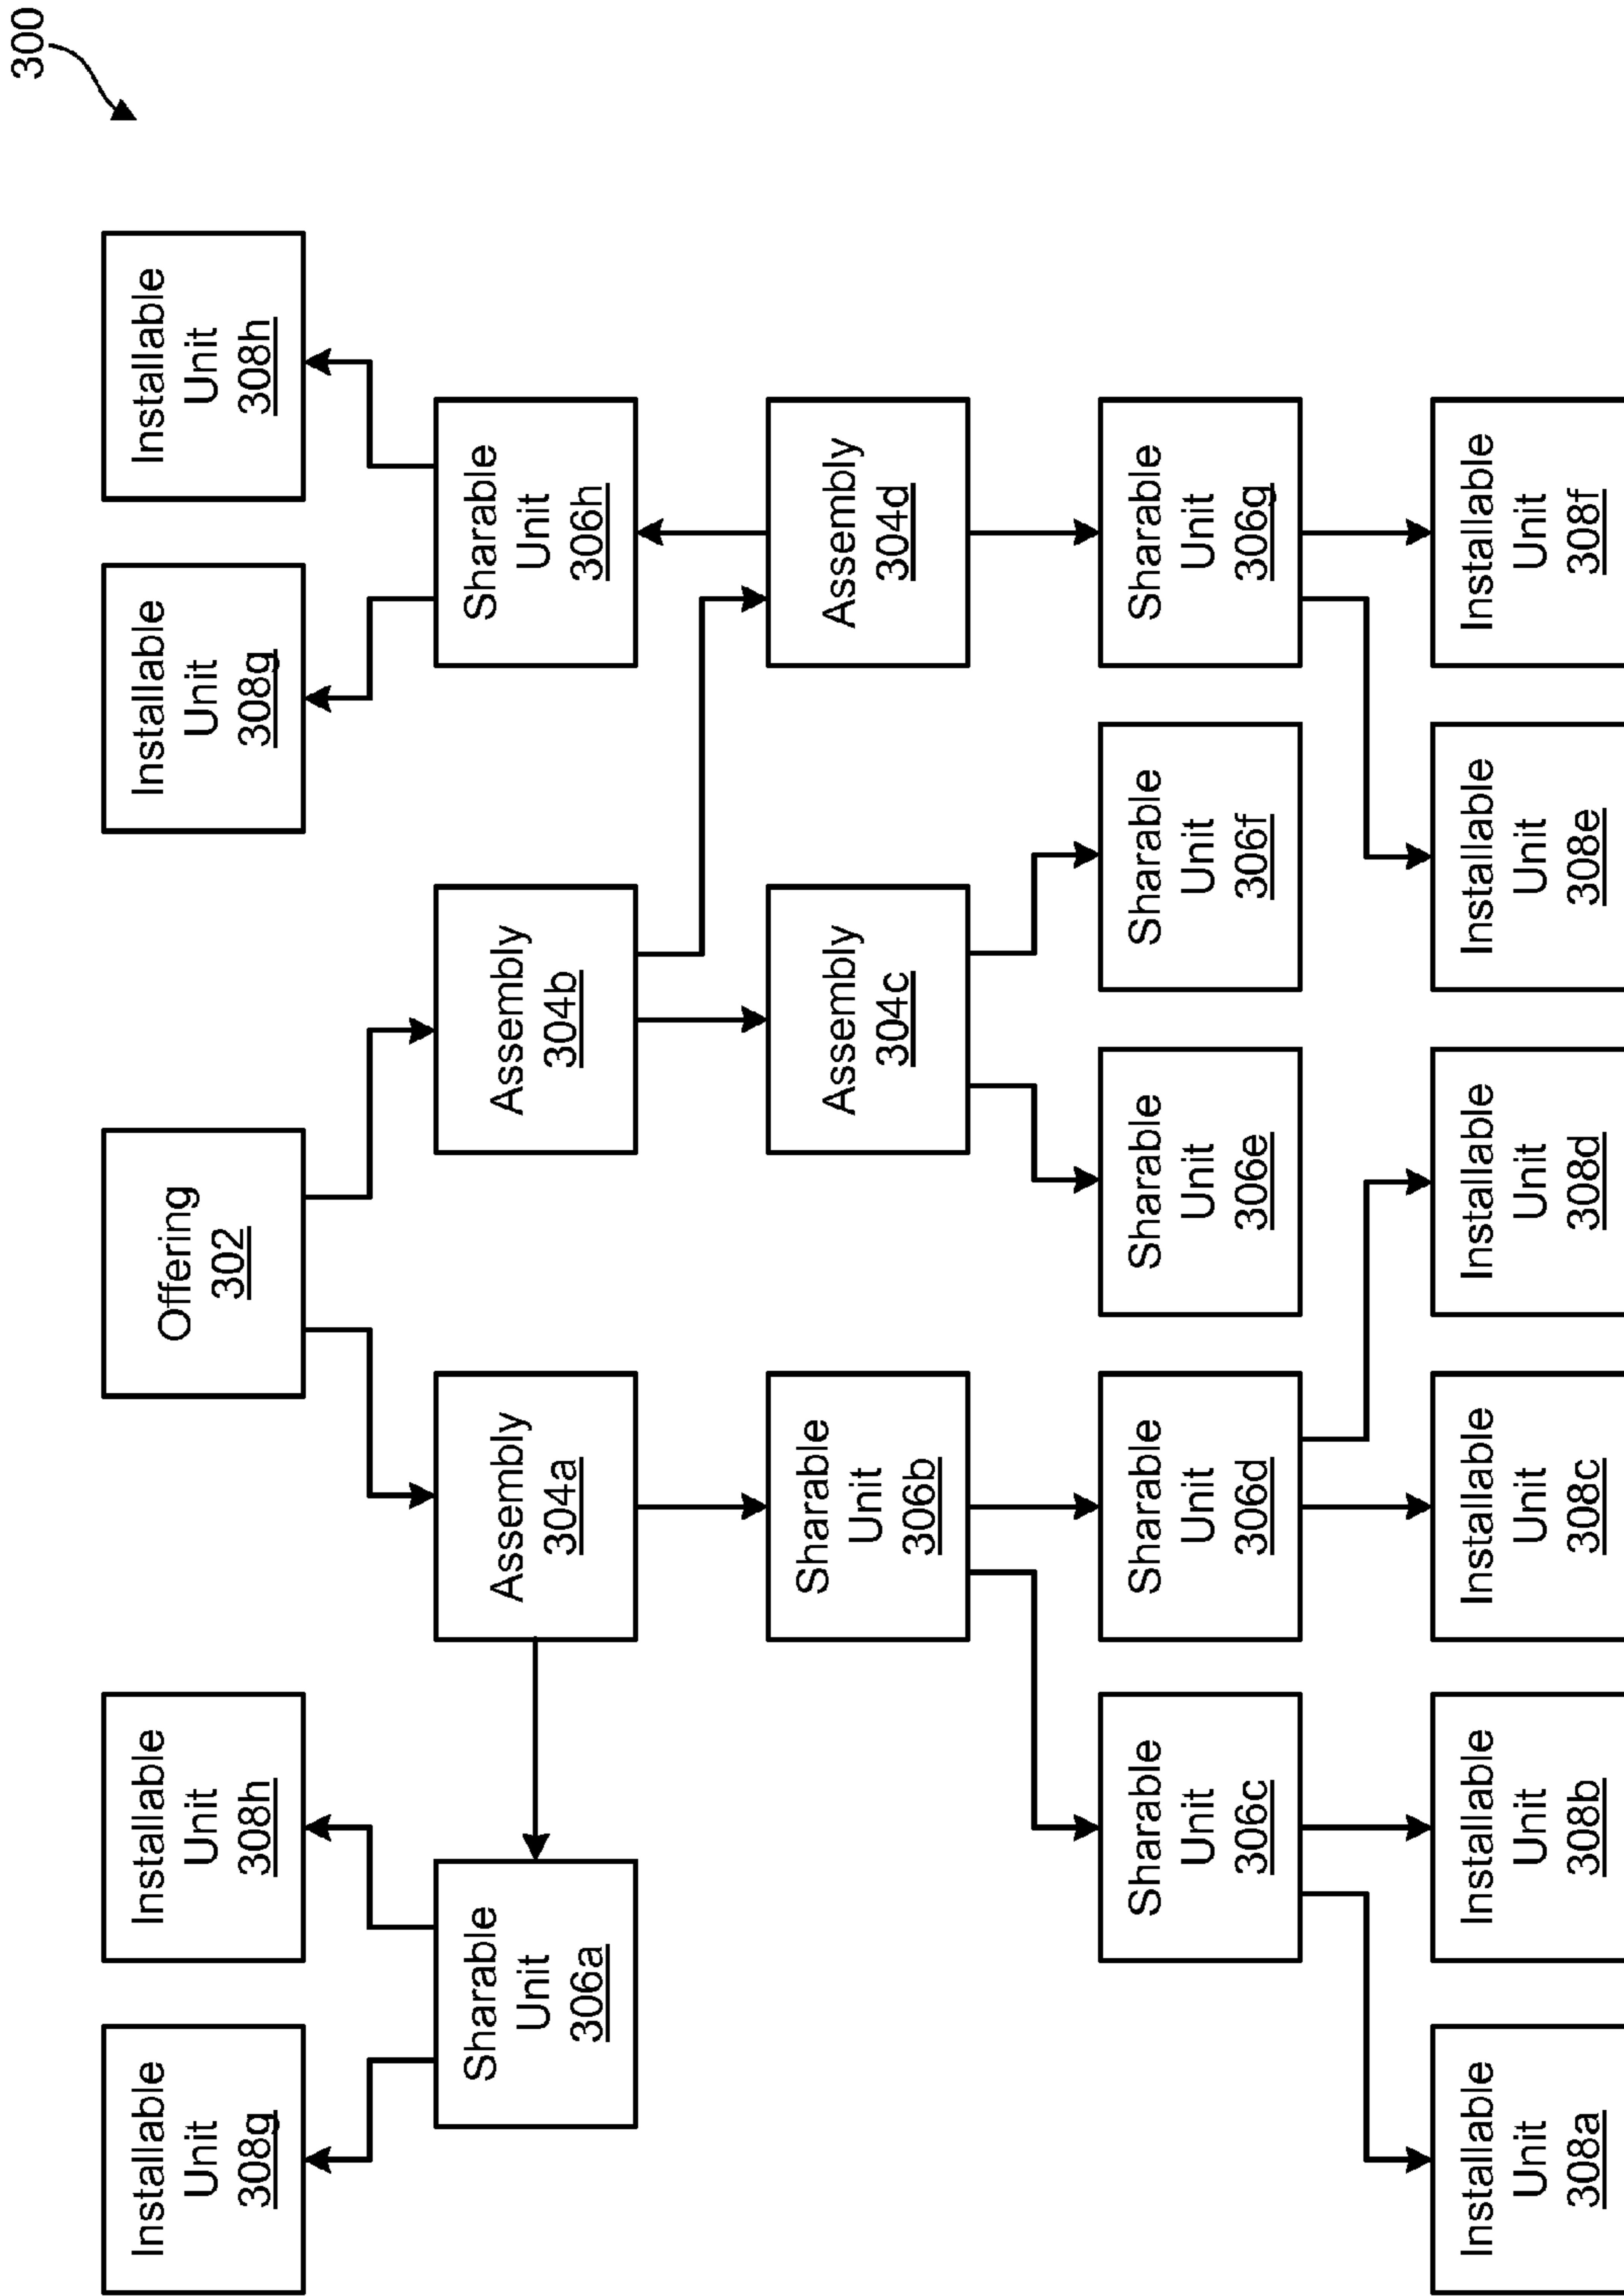 300
Installable
Unit
308g
Installable
Unit
308h
Offering
302
Installable
Unit
308g
Installable
Unit
308h
Sharable
Unit
306a
Assembly
304a
Assembly
304b
Sharable
Unit
306h
Sharable
Unit
306b
Assembly
304c
Assembly
304d
Sharable
Unit
306c
Sharable
Unit
306d
Sharable
Unit
306e
Sharable
Unit
306f
Sharable
Unit
306g
Installable
Unit
308a
Installable
Unit
308b
Installable
Unit
308c
Installable
Unit
308d
Installable
Unit
308e
Installable
Unit
308f